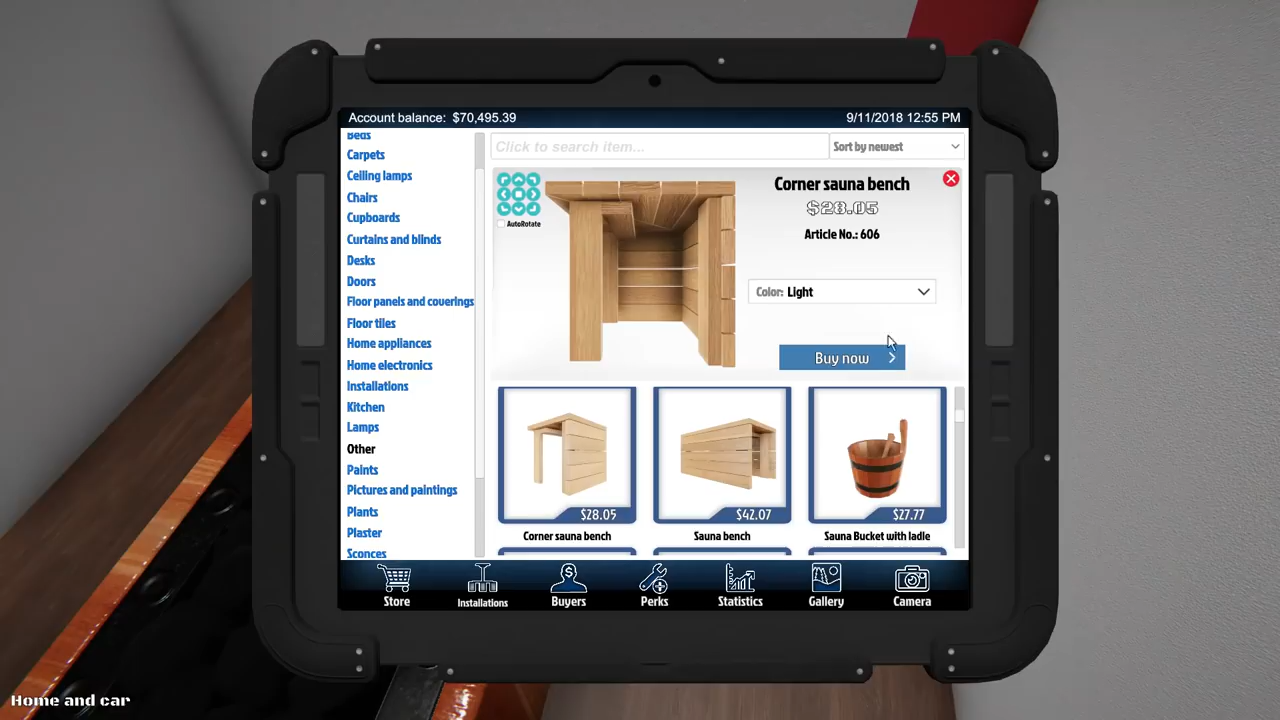 Account balance: $70,495.39
9/11/2018 12:55 PM
Beds
Carpets
Ceiling lamps
Chairs
Cupboards
Curtains and blinds
Desks
Doors
Floor panels and coverings
Floor tiles
Home appliances
Home electronics
Installations
Kitchen
Lamps
Other
Paints
Pictures and paintings
Plants
Plaster
Sconces
Click to search item...
Sort by newest
AutoRotate
Corner sauna bench
$28.05
Article No.: 606
Color: Light
Buy now
$28.05
Corner sauna bench
$42.07
Sauna bench
$27.77
Sauna Bucket with ladle
Store
Installations
Buyers
Perks
Statistics
Gallery
Camera
Home and car